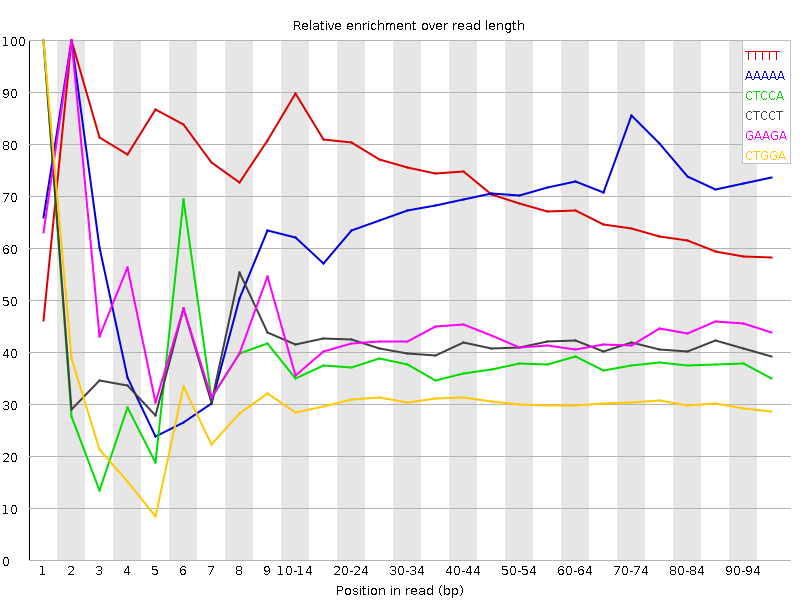 Relative enrichment over read length
100
90
80
70
60
50
40
30
20
10
0
TTTTT
AAAAA
CTCCA
CTCCT
GAAGA
CTGGA
1 2 3 4 5 6 7 8 9 10-14 20-24 30-34 40-44 50-54 60-64 70-74 80-84 90-94
Position in read (bp)